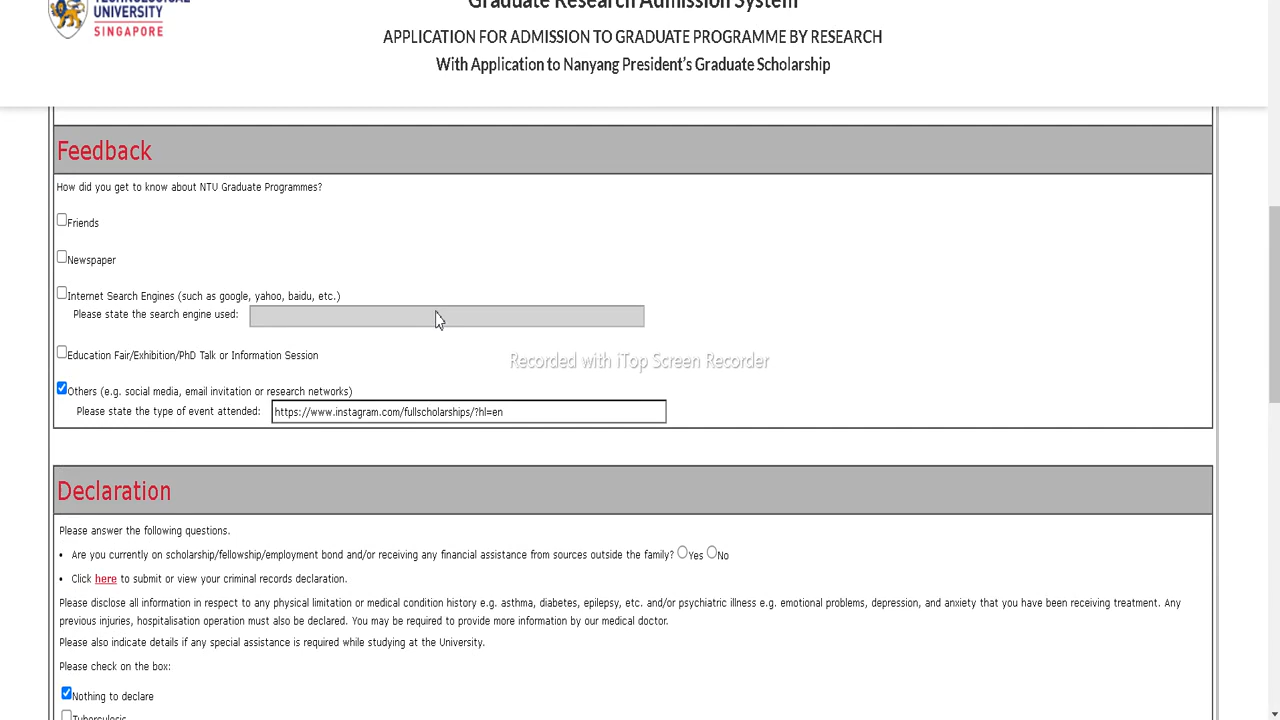 UNIVERSITY
SINGAPORE
Graduate Research Admission System
APPLICATION FOR ADMISSION TO GRADUATE PROGRAMME BY RESEARCH
With Application to Nanyang President's Graduate Scholarship
Feedback
How did you get to know about NTU Graduate Programmes?
Friends
Newspaper
Internet Search Engines (such as google, yahoo, baidu, etc.)
Please state the search engine used:
Education Fair/Exhibition/PhD Talk or Information Session
Recorded with iTop Screen Recorder
Others (e.g. social media, email invitation or research networks)
Please state the type of event attended: https://www.instagram.com/fullscholarships/?hl=en
Declaration
Please answer the following questions.
• Are you currently on scholarship/fellowship/employment bond and/or receiving any financial assistance from sources outside the family? Yes No
• Click here to submit or view your criminal records declaration.
Please disclose all information in respect to any physical limitation or medical condition history e.g. asthma, diabetes, epilepsy, etc. and/or psychiatric illness e.g. emotional problems, depression, and anxiety that you have been receiving treatment. Any
previous injuries, hospitalisation operation must also be declared. You may be required to provide more information by our medical doctor.
Please also indicate details if any special assistance is required while studying at the University.
Please check on the box:
Nothing to declare
Tuberculosis